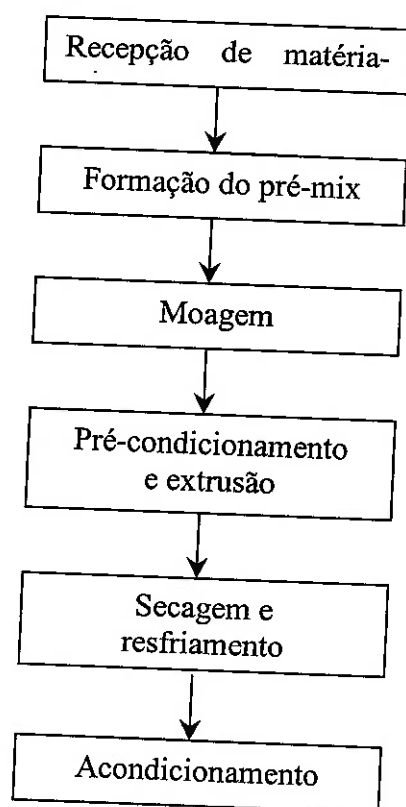 Recepção de matéria-
Formação do pré-mix
Moagem
Pré-condicionamento
e extrusão
Secagem e
resfriamento
Acondicionamento